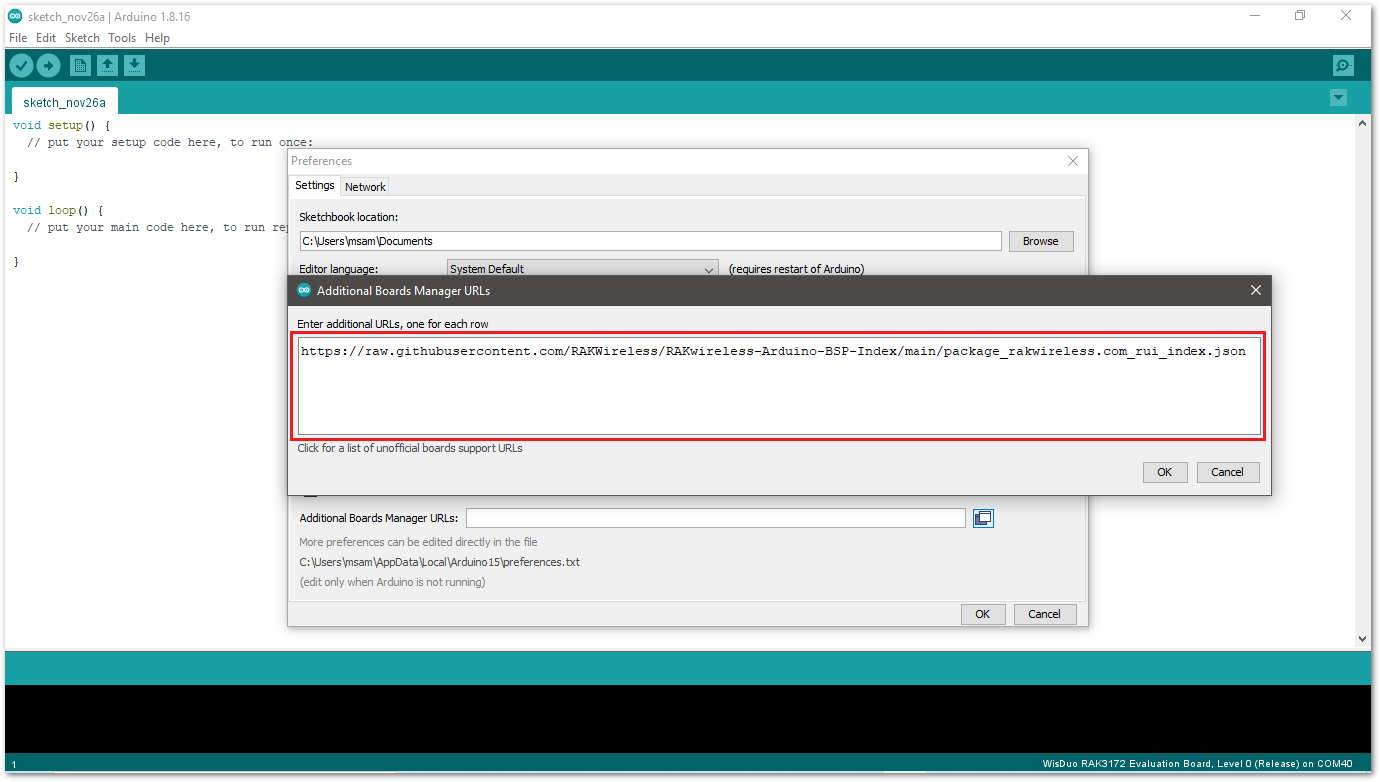 sketch_nov26a | Arduino 1.8.16
File Edit Sketch Tools Help
sketch_nov26a
void setup() {
// put your setup code here, to run once:
}
void loop() {
// put your main code here, to run rep
}
Preferences
Settings Network
Sketchbook location:
C:\Users\msam\Documents
Browse
Editor language: System Default (requires restart of Arduino)
Additional Boards Manager URLs
Enter additional URLs, one for each row
https://raw.githubusercontent.com/RAKWireless/RAKwireless-Arduino-BSP-Index/main/package_rakwireless.com_rui_index.json
Click for a list of unofficial boards support URLs
OK Cancel
Additional Boards Manager URLs:
More preferences can be edited directly in the file
C:\Users\msam\AppData\Local\Arduino15\preferences.txt
(edit only when Arduino is not running)
OK Cancel
1 WisDuo RAK3172 Evaluation Board, Level 0 (Release) on COM40